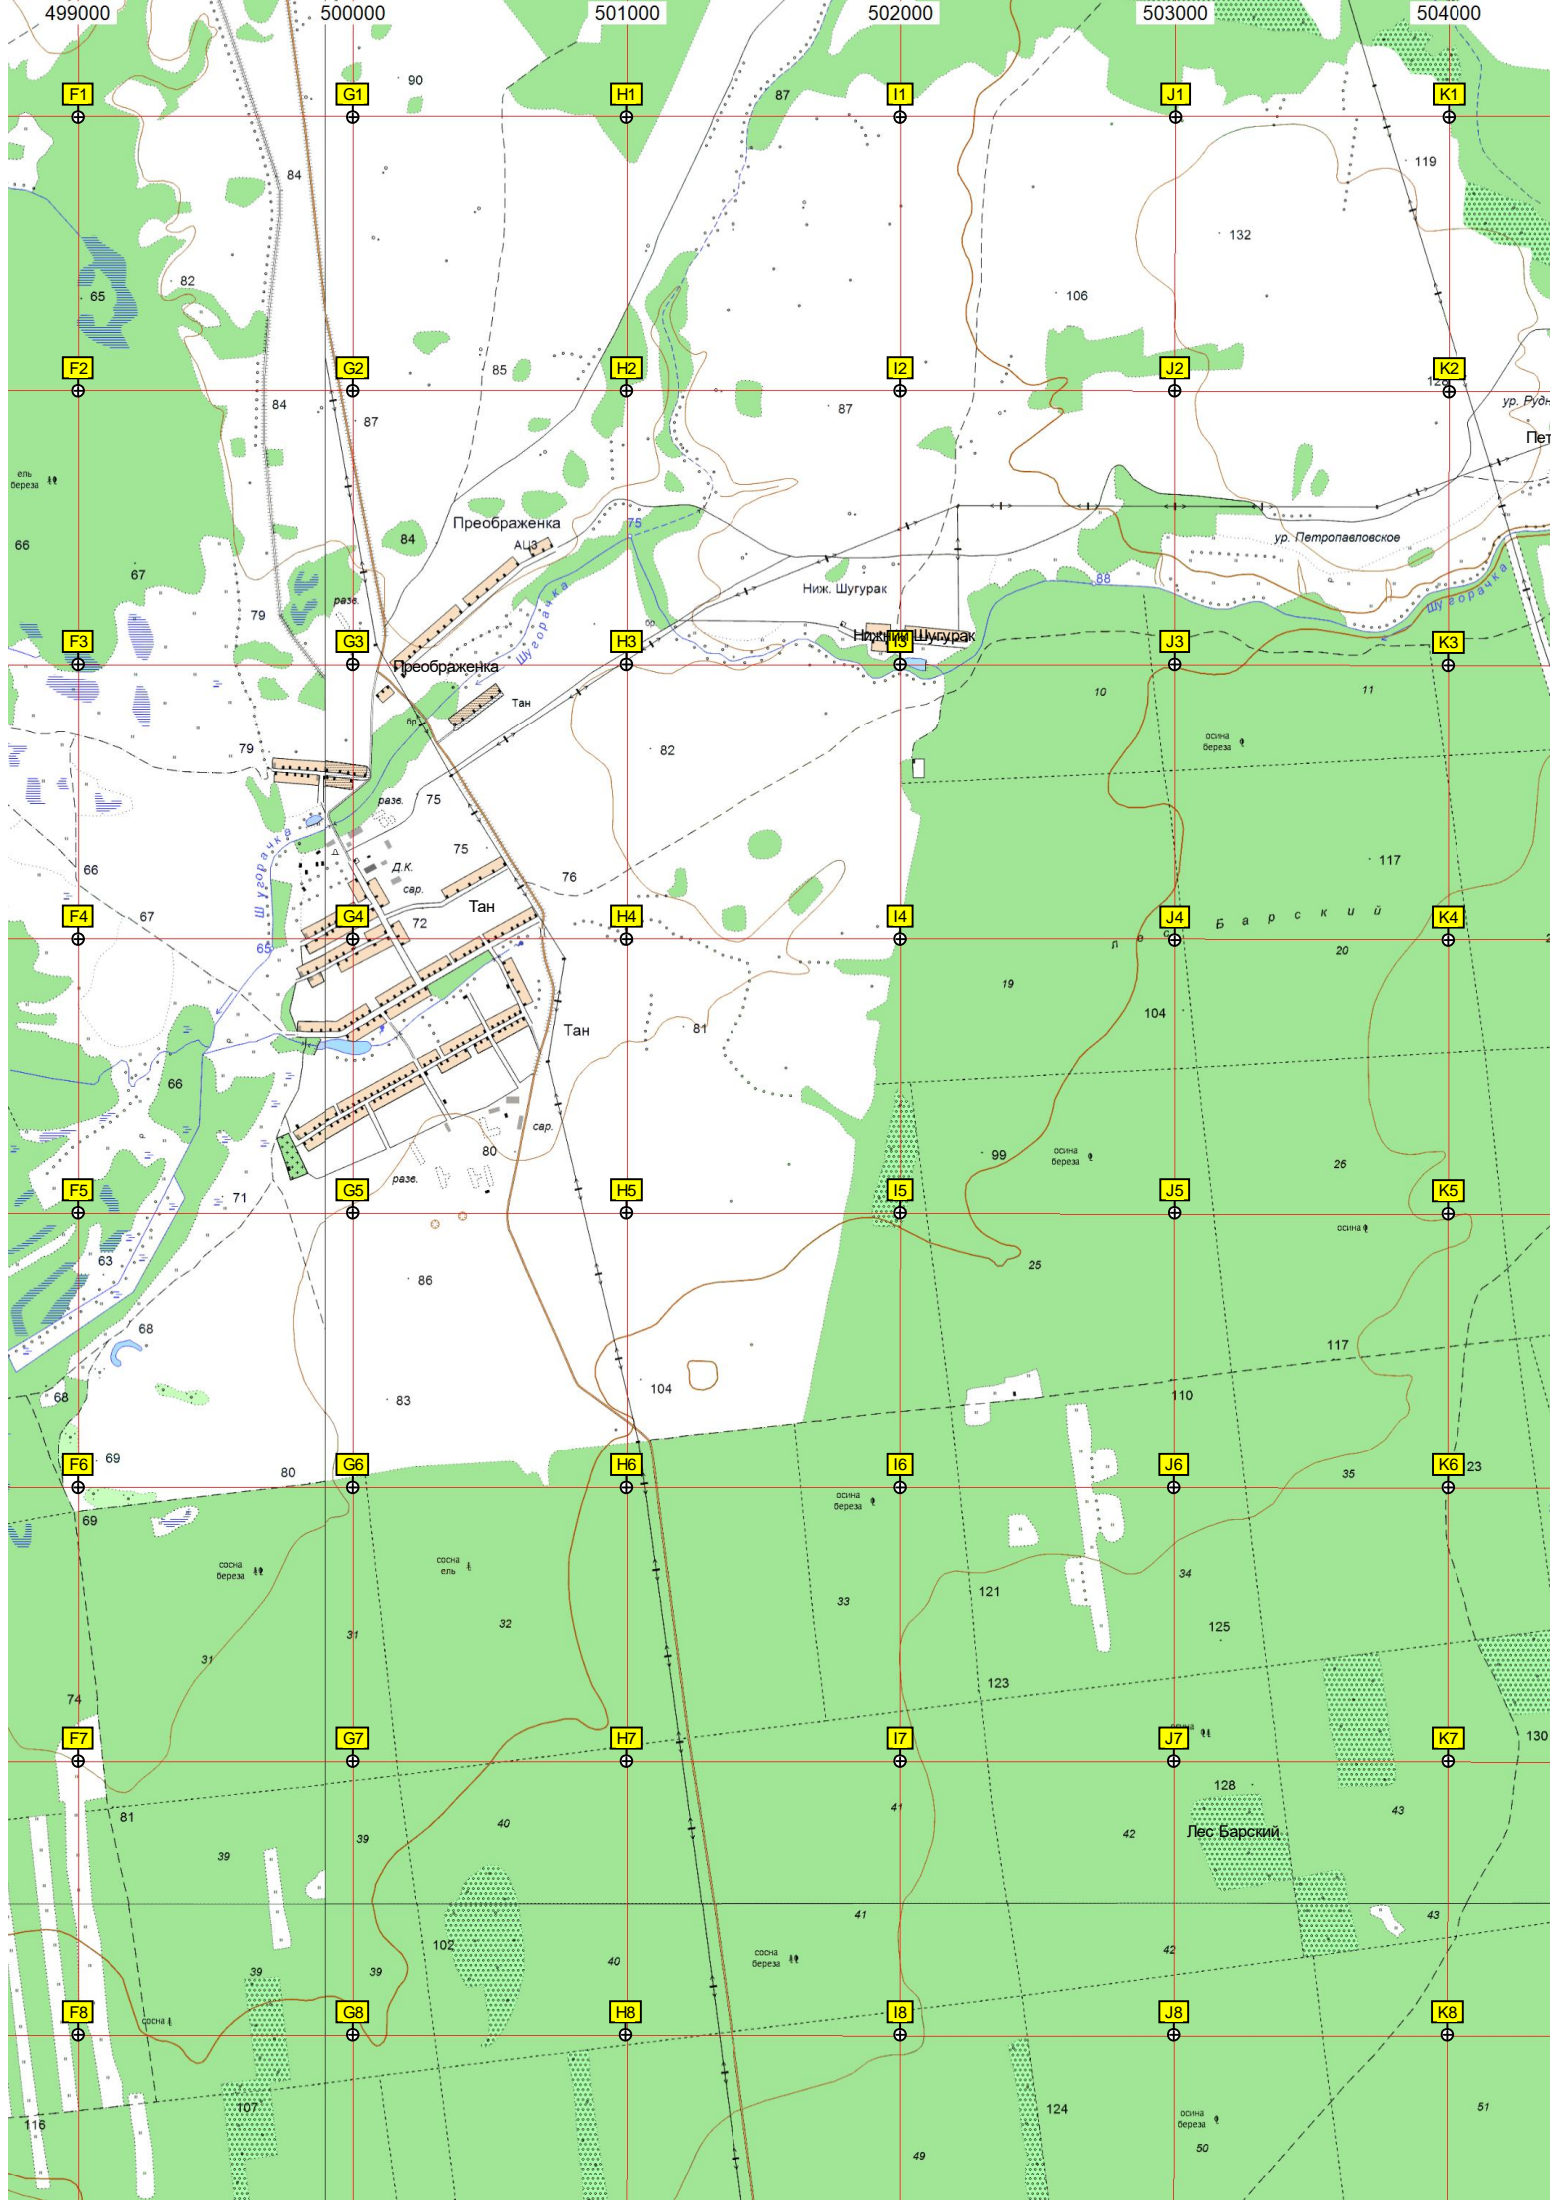 499000 500000 501000 502000 503000 504000
90
87
F1 G1 H1 I1 J1 K1
119
84
132
82
65
106
F2 G2 H2 I2 J2 K2
85
84
87
87
ур. Рудн
Пет
ель
береза
Преображенка
75
АЦЗ
84
66
67
ур. Петропавловское
88
Ниж. Шугурак
Шугорачка
Шугорачка
разв.
79
бр.
Нижний Шугурак
F3 G3 H3 I3 J3 K3
Преображенка
10
11
Тан
бр.
79
82
осина
береза
разв.
75
Шугорачка
75
Д.К.
сар.
76
66
117
Тан
67
72
F4 G4 H4 I4 J4 K4
Барский
лес
65
20
19
104
Тан
81
66
сар.
80
99
осина
береза
26
разв.
71
F5 G5 H5 I5 J5 K5
осина
63
25
86
68
117
104
68
83
110
69
80
F6 G6 H6 I6 J6 K6
23
35
осина
береза
69
сосна
береза
сосна
ель
34
121
33
32
31
125
31
123
74
F7 G7 H7 I7 J7 K7
130
128
81
41
43
40
39
42
Лес Барский
39
41
43
102
42
сосна
береза
40
39
39
F8 G8 H8 I8 J8 K8
сосна
107
124
51
116
осина
береза
50
49